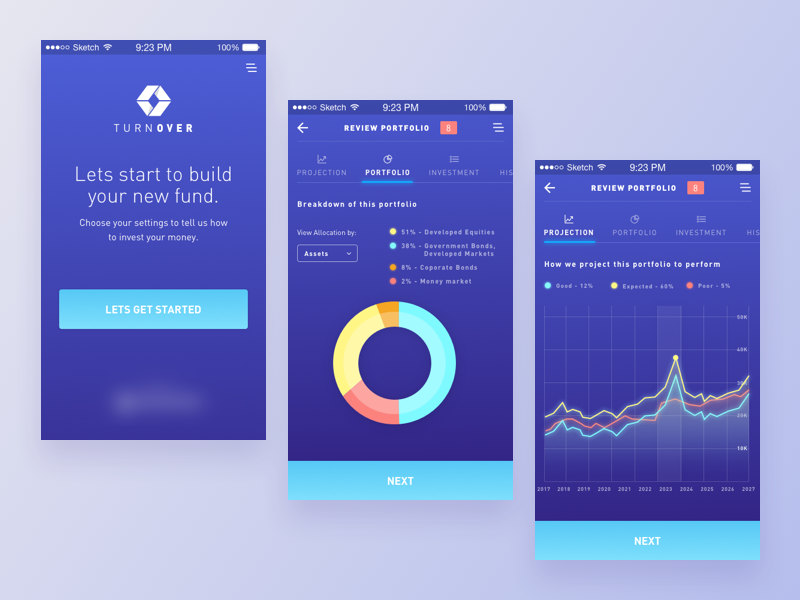 Sketch 9:23 PM 100%
TURNOVER
Lets start to build
your new fund.
Choose your settings to tell us how
to invest your money.
LETS GET STARTED
Sketch 9:23 PM 100%
REVIEW PORTFOLIO 8
PROJECTION PORTFOLIO INVESTMENT HIS
Breakdown of this portfolio
View Allocation by:
Assets
51% - Developed Equities
38% - Government Bonds,
Developed Markets
8% - Coporate Bonds
2% - Money market
NEXT
Sketch 9:23 PM 100%
REVIEW PORTFOLIO 8
PROJECTION PORTFOLIO INVESTMENT HIS
How we project this portfolio to perform
Good - 12% Expected - 60% Poor - 5%
50K
40K
30K
20K
10K
2017 2018 2019 2020 2021 2022 2023 2024 2025 2026 2027
NEXT